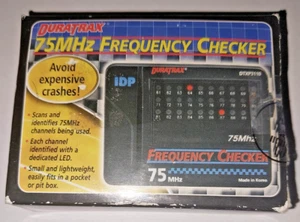 DURATRAX
75MHz FREQUENCY CHECKER
Avoid
expensive
crashes!
• Scans and
identifies 75MHz
channels being used.
• Each channel
identified with a
dedicated LED.
• Small and lightweight,
easily fits in a pocket
or pit box.
IDP
DURATRAX
75Mhz
FREQUENCY CHECKER
75 MHz
Made in Korea